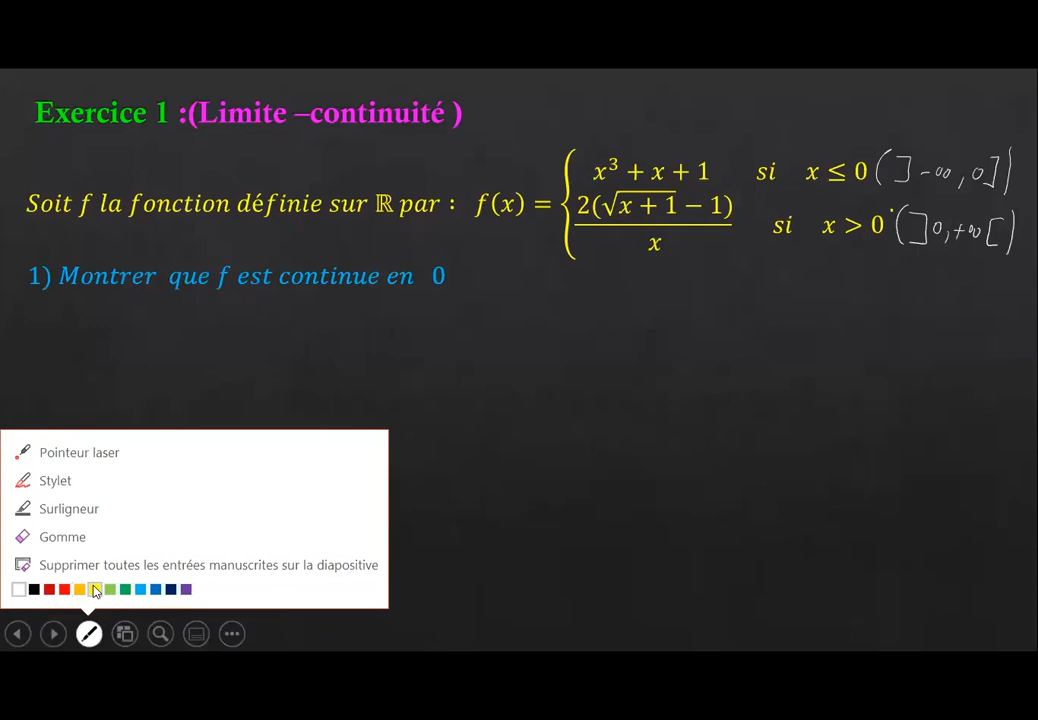 Exercice 1 :(Limite –continuité )
x³ + x + 1 si x ≤ 0 (]-∞, 0])
Soit f la fonction définie sur ℝ par : f(x) =
2(√x + 1 − 1) si x > 0 (]0, +∞[)
x
1) Montrer que f est continue en 0
Pointeur laser
Stylet
Surligneur
Gomme
Supprimer toutes les entrées manuscrites sur la diapositive